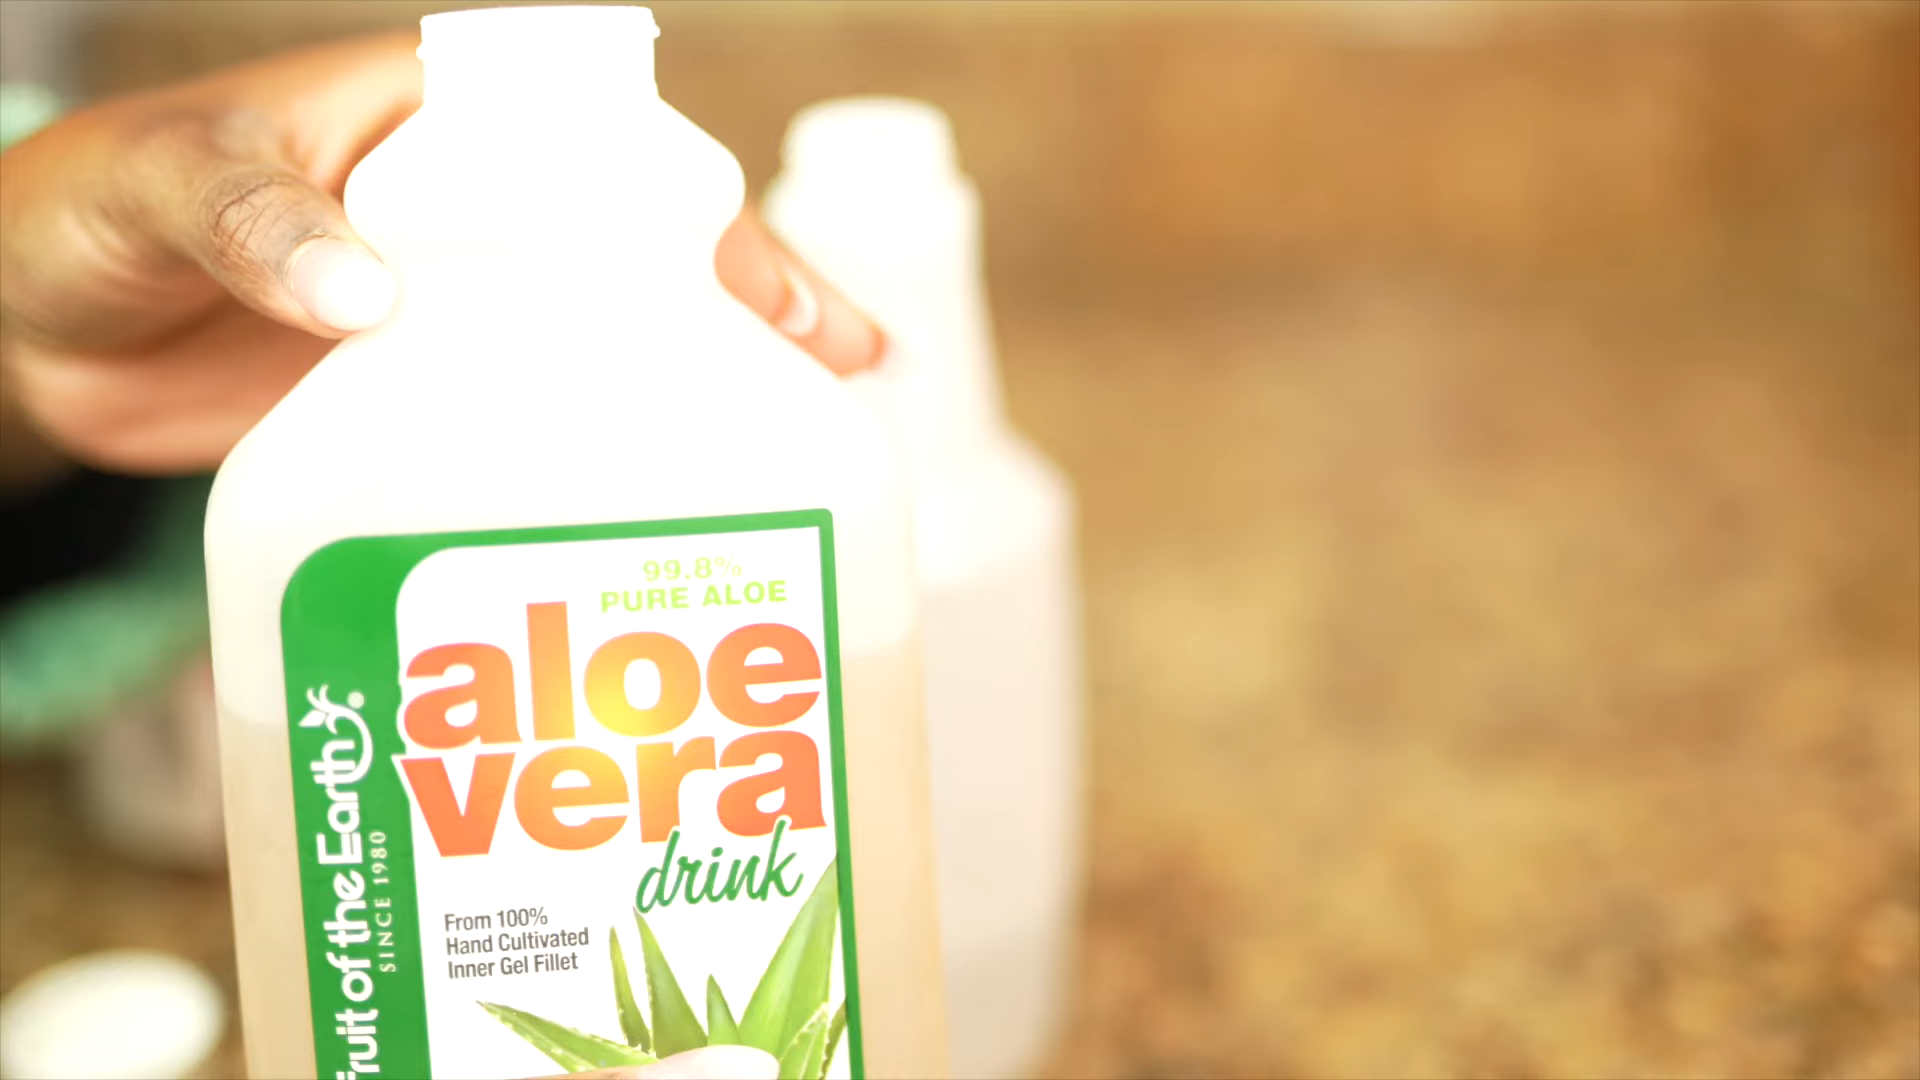 99.8%
PURE ALOE
aloe
vera
drink
From 100%
Hand Cultivated
Inner Gel Fillet
Fruit of the Earth®
SINCE 1980